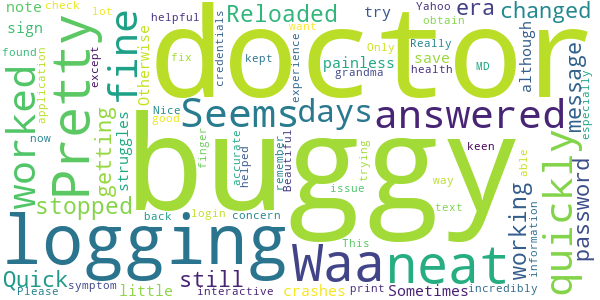 note
check
lot
helpful
try
Yahoo
era
changed
sign
Reloaded
obtain
doctor
found
application
now
Pretty
except
fine
Otherwise
fix
Nice
good
credentials
kept
want
experience
painless
grandma
Only
Really
save
health
MD
although
message
especially
worked
getting
struggles
Seems
days
answered
quickly
password
buggy
stopped
finger
accurate
helped
remember
Beautiful
issue
trying
This
text
way
keen
able
working
information
back
login
concern
logging
Waa
neat
Quick
Please
symptom
little
still
interactive
crashes
print
Sometimes
incredibly